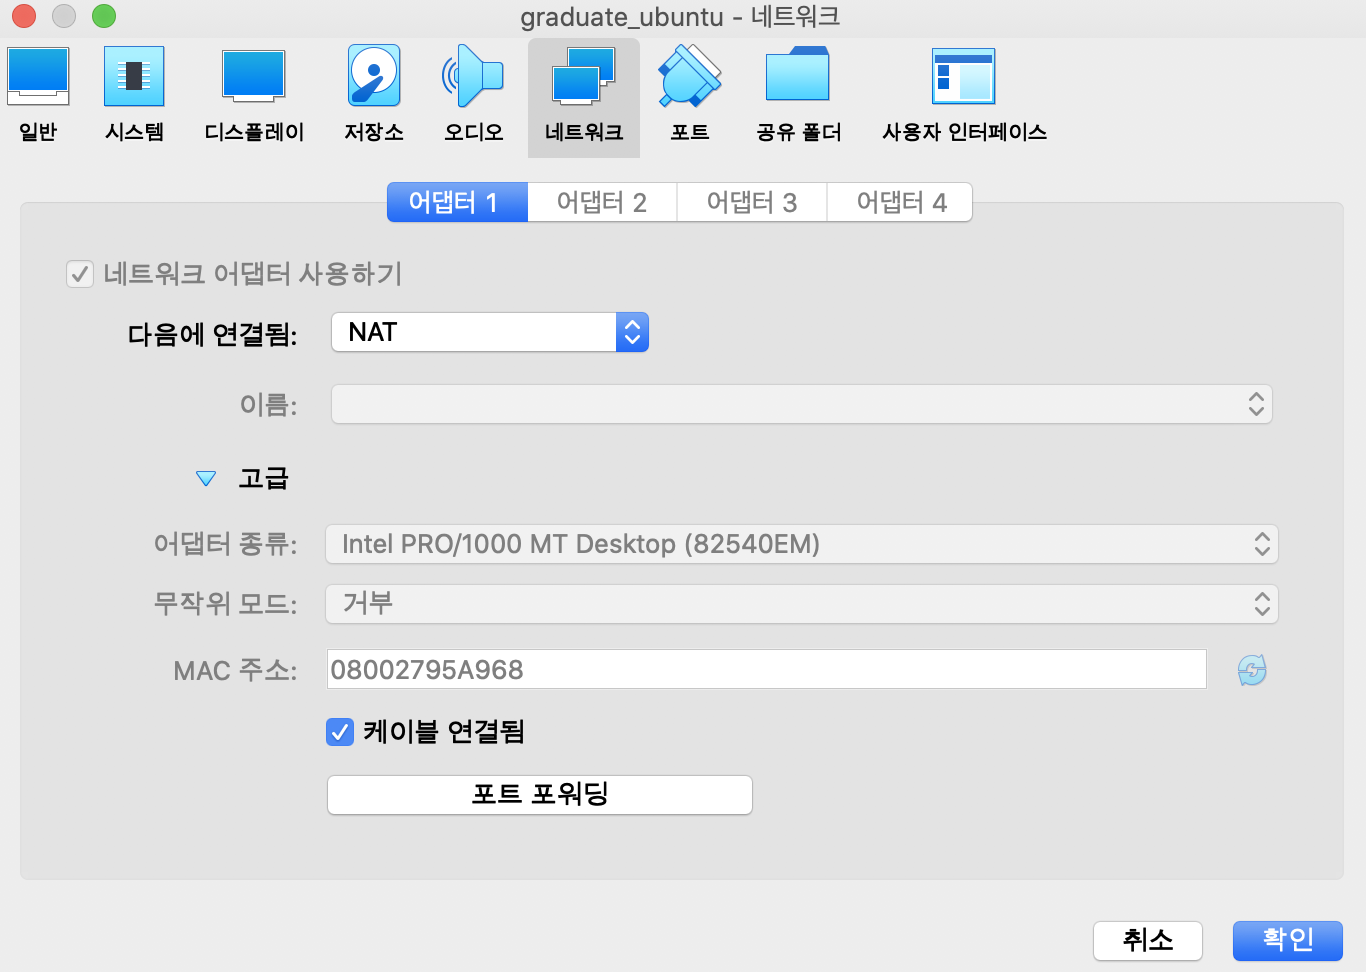 graduate_ubuntu - 네트워크
일반 시스템 디스플레이 저장소 오디오 네트워크 포트 공유 폴더 사용자 인터페이스
어댑터 1 어댑터 2 어댑터 3 어댑터 4
네트워크 어댑터 사용하기
다음에 연결됨: NAT
이름:
고급
어댑터 종류: Intel PRO/1000 MT Desktop (82540EM)
무작위 모드: 거부
MAC 주소: 08002795A968
케이블 연결됨
포트 포워딩
취소 확인